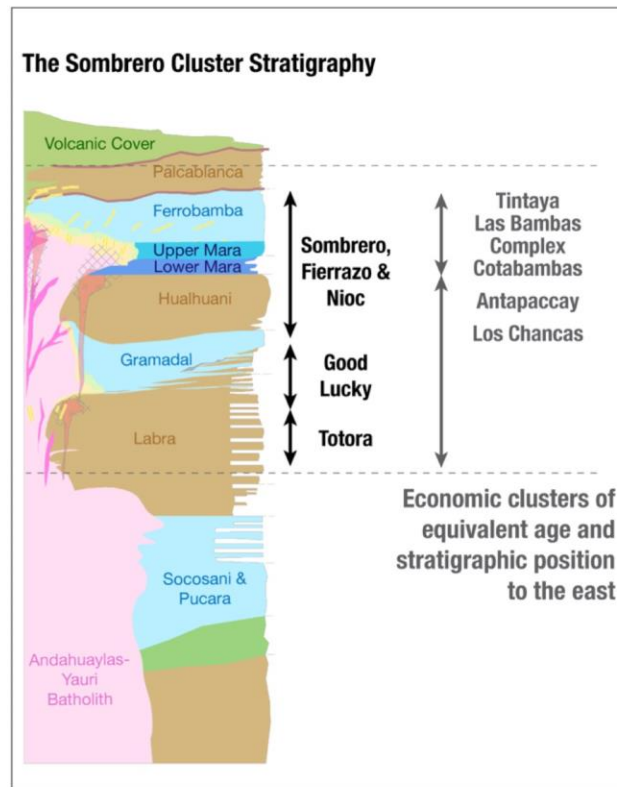 The Sombrero Cluster Stratigraphy
Volcanic Cover
Palcablanca
Ferrobamba
Upper Mara
Lower Mara
Hualhuani
Gramadal
Labra
Socosani &
Pucara
Andahuaylas-
Yauri
Batholith
Sombrero,
Fierrazo &
Nioc
Good
Lucky
Totora
Tintaya
Las Bambas
Complex
Cotabambas
Antapaccay
Los Chancas
Economic clusters of
equivalent age and
stratigraphic position
to the east